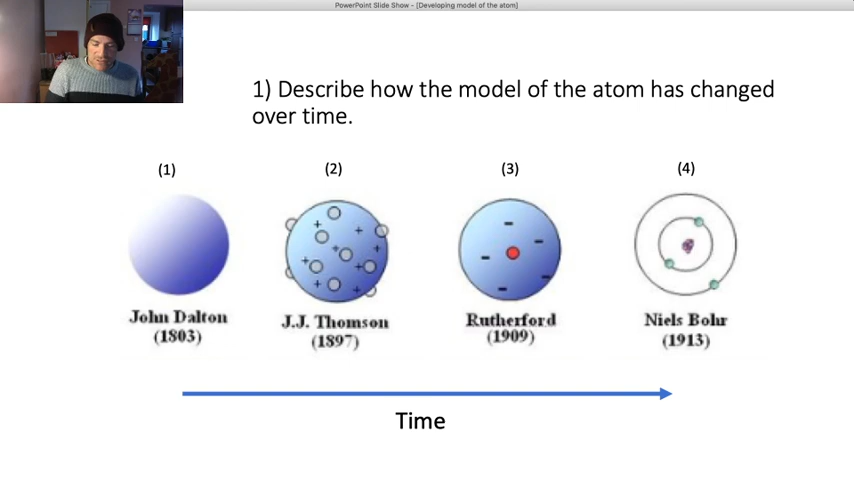 PowerPoint Slide Show - [Developing model of the atom]
1) Describe how the model of the atom has changed
over time.
(1)
(2)
(3)
(4)
John Dalton
(1803)
J.J. Thomson
(1897)
Rutherford
(1909)
Niels Bohr
(1913)
Time